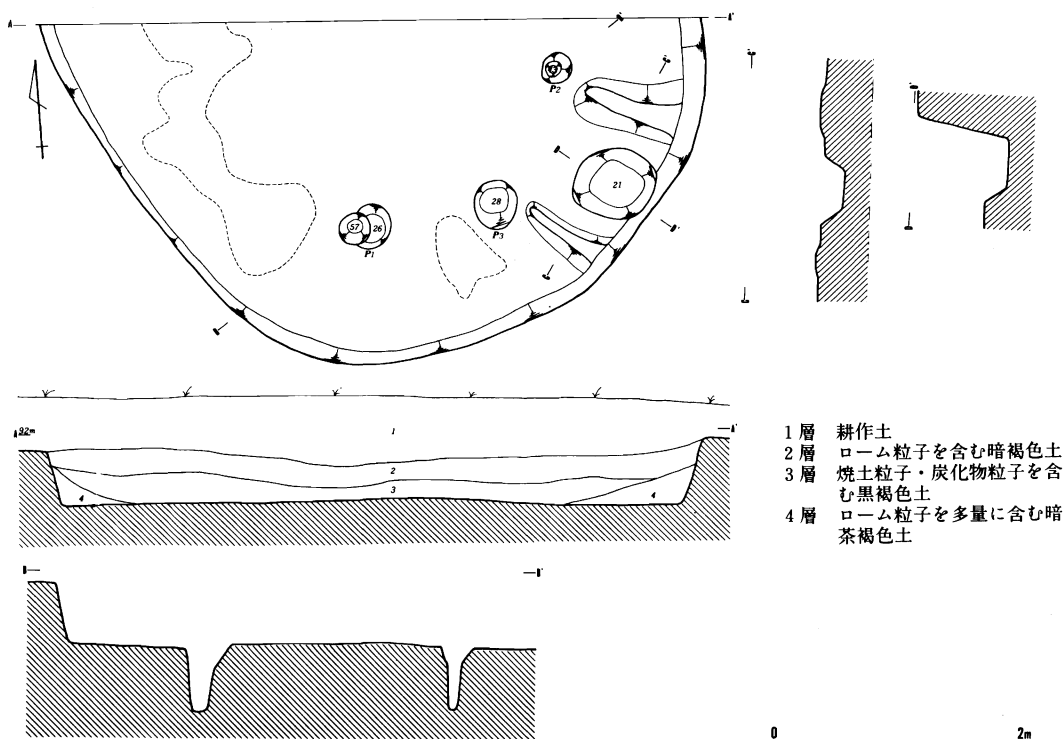 A
A'
P2
21
28
P3
57
26
P1
A 92m
A'
1
2
3
4
4
1層 耕作土
2層 ローム粒子を含む暗褐色土
3層 焼土粒子・炭化物粒子を含
む黒褐色土
4層 ローム粒子を多量に含む暗
茶褐色土
0
2m